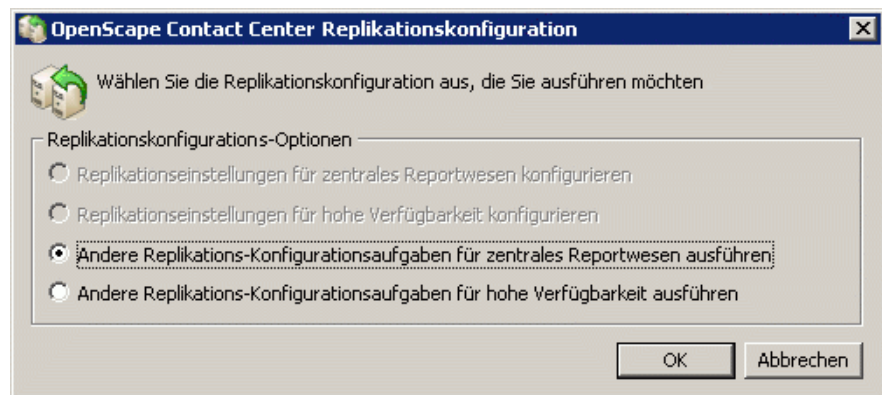 OpenScape Contact Center Replikationskonfiguration
Wählen Sie die Replikationskonfiguration aus, die Sie ausführen möchten
Replikationskonfigurations-Optionen
Replikationseinstellungen für zentrales Reportwesen konfigurieren
Replikationseinstellungen für hohe Verfügbarkeit konfigurieren
Andere Replikations-Konfigurationsaufgaben für zentrales Reportwesen ausführen
Andere Replikations-Konfigurationsaufgaben für hohe Verfügbarkeit ausführen
OK Abbrechen